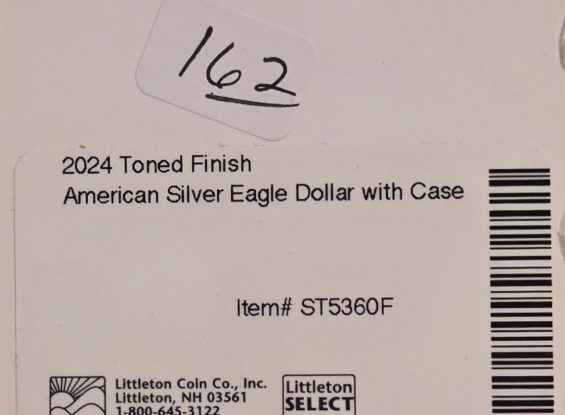 162
2024 Toned Finish
American Silver Eagle Dollar with Case
Item# ST5360F
Littleton Coin Co., Inc.
Littleton, NH 03561
1-800-645-3122
Littleton
SELECT